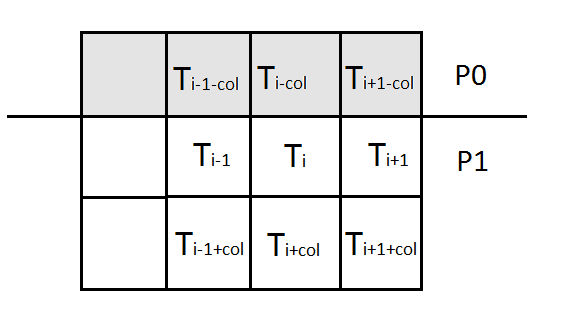 Ti-1-col Ti-col Ti+1-col P0
Ti-1 Ti Ti+1 P1
Ti-1+col Ti+col Ti+1+col